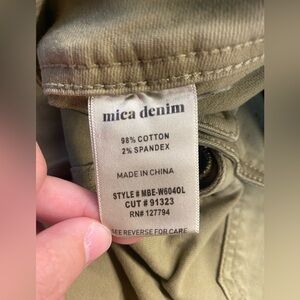 mica denim
98% COTTON
2% SPANDEX
MADE IN CHINA
STYLE # MBE-W6040L
CUT # 91323
RN# 127794
SEE REVERSE FOR CARE